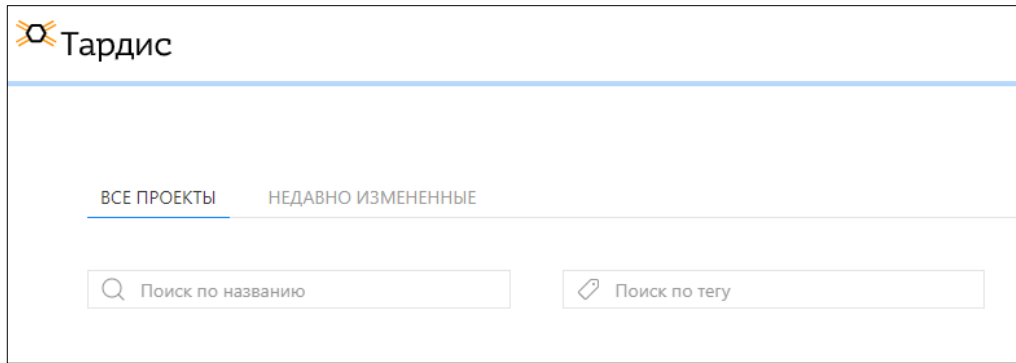 Тардис
ВСЕ ПРОЕКТЫ НЕДАВНО ИЗМЕНЕННЫЕ
Поиск по названию Поиск по тегу